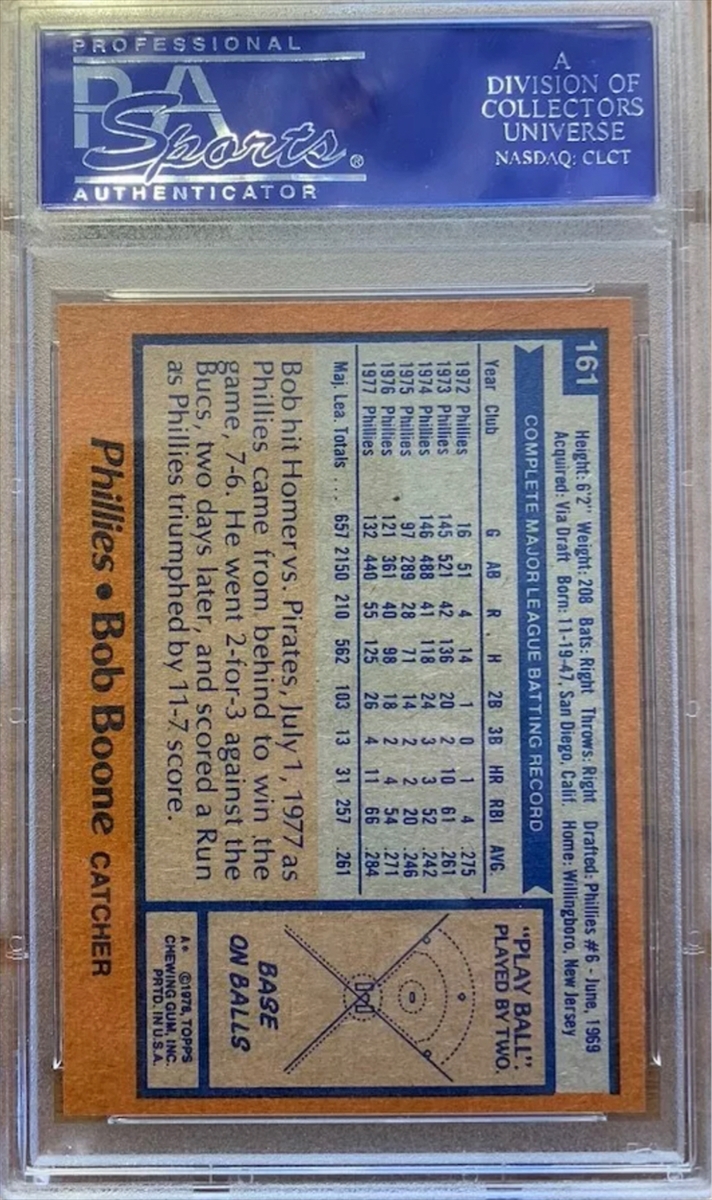 PROFESSIONAL
PSA
Sports®
AUTHENTICATOR
A
DIVISION OF
COLLECTORS
UNIVERSE
NASDAQ: CLCT
161
Height: 6'2" Weight: 208 Bats: Right Throws: Right Drafted: Phillies #6 - June, 1969
Acquired: Via Draft Born: 11-19-47, San Diego, Calif. Home: Willingboro, New Jersey
COMPLETE MAJOR LEAGUE BATTING RECORD
Year Club G AB R . H 2B 3B HR RBI AVG.
1972 Phillies 16 51 4 14 1 0 1 4 .275
1973 Phillies 145 521 42 136 20 2 10 61 .261
1974 Phillies 146 488 41 118 24 3 3 52 .242
1975 Phillies 97 289 28 71 14 2 2 20 .246
1976 Phillies 121 361 40 98 18 2 4 54 .271
1977 Phillies 132 440 55 125 26 4 11 66 .284
Maj. Lea. Totals ... 657 2150 210 562 103 13 31 257 .261
Bob hit Homer vs. Pirates, July 1, 1977 as
Phillies came from behind to win the
game, 7-6. He went 2-for-3 against the
Bucs, two days later, and scored a Run
as Phillies triumphed by 11-7 score.
"PLAY BALL".
PLAYED BY TWO.
BASE
ON BALLS
A* ©1978, TOPPS
CHEWING GUM, INC.
PRTD. IN U.S.A.
Phillies • Bob Boone CATCHER